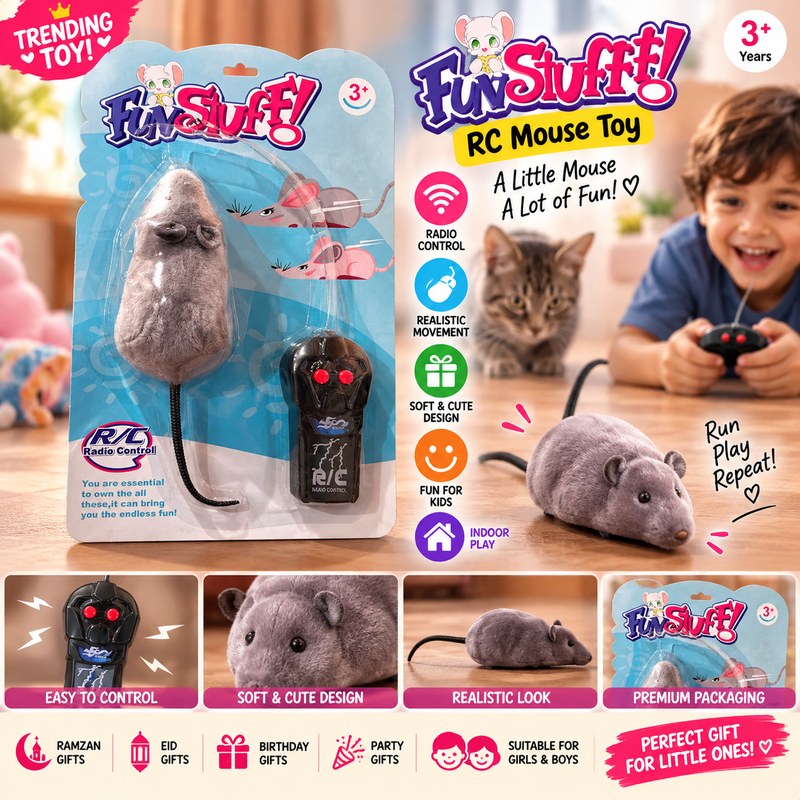 TRENDING
TOY!
FunStuff!
3+
R/C
Radio Control
You are essential
to own the all
these,it can bring
you the endless fun!
R/C
RADIO CONTROL
FunStufff!
3+
Years
RC Mouse Toy
A Little Mouse
A Lot of Fun!
RADIO
CONTROL
REALISTIC
MOVEMENT
SOFT & CUTE
DESIGN
FUN FOR
KIDS
INDOOR
PLAY
Run
Play
Repeat!
EASY TO CONTROL
SOFT & CUTE DESIGN
REALISTIC LOOK
FunStuff!
3+
PREMIUM PACKAGING
RAMZAN
GIFTS
EID
GIFTS
BIRTHDAY
GIFTS
PARTY
GIFTS
SUITABLE FOR
GIRLS & BOYS
PERFECT GIFT
FOR LITTLE ONES!